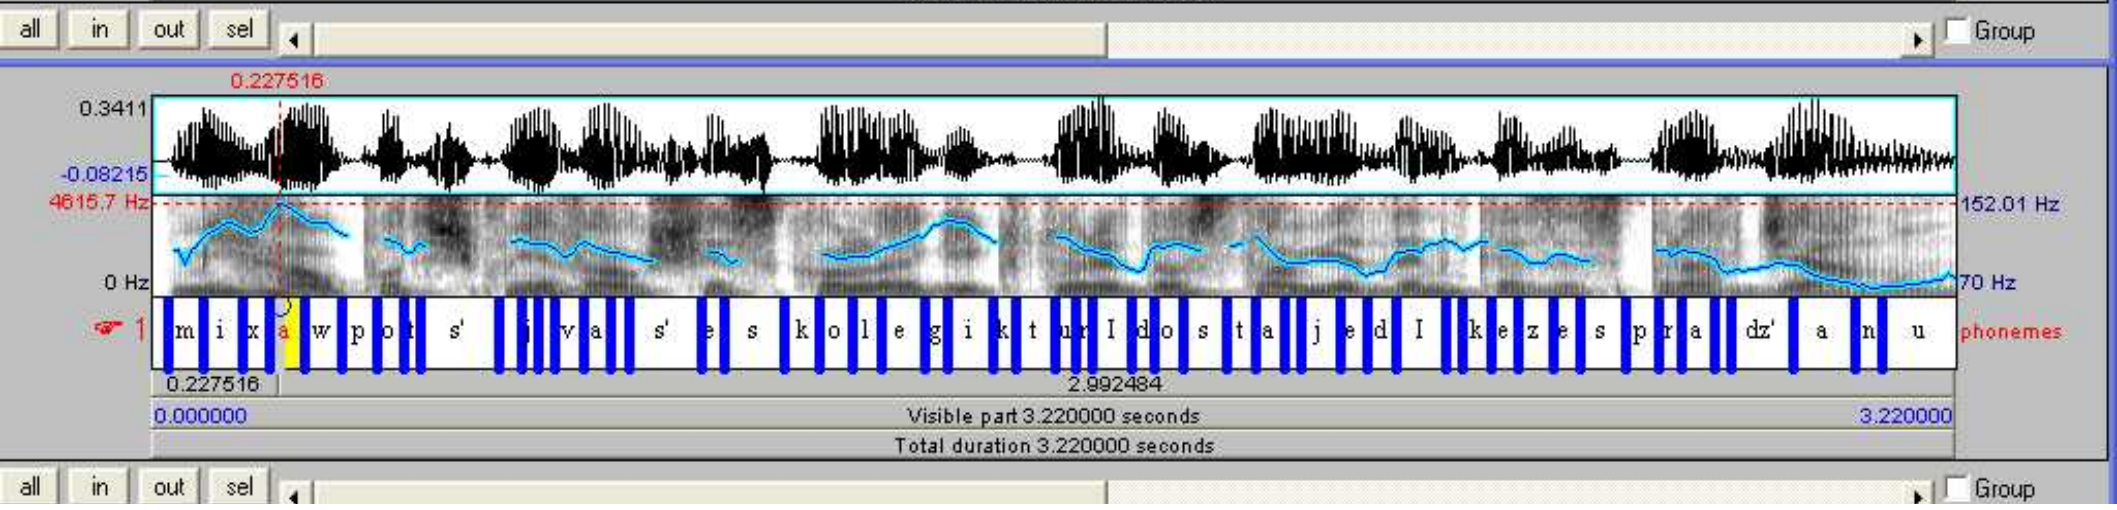 all in out sel Group
0.227516
0.3411
-0.08215
4615.7 Hz 152.01 Hz
0 Hz 70 Hz
1 m i x a w p o t s' j v a s' e s k o l e g i k t u r I d o s t a j e d I k e z e s p r a dz' a n u phonemes
0.227516 2.992484
0.000000 Visible part 3.220000 seconds 3.220000
Total duration 3.220000 seconds
all in out sel Group